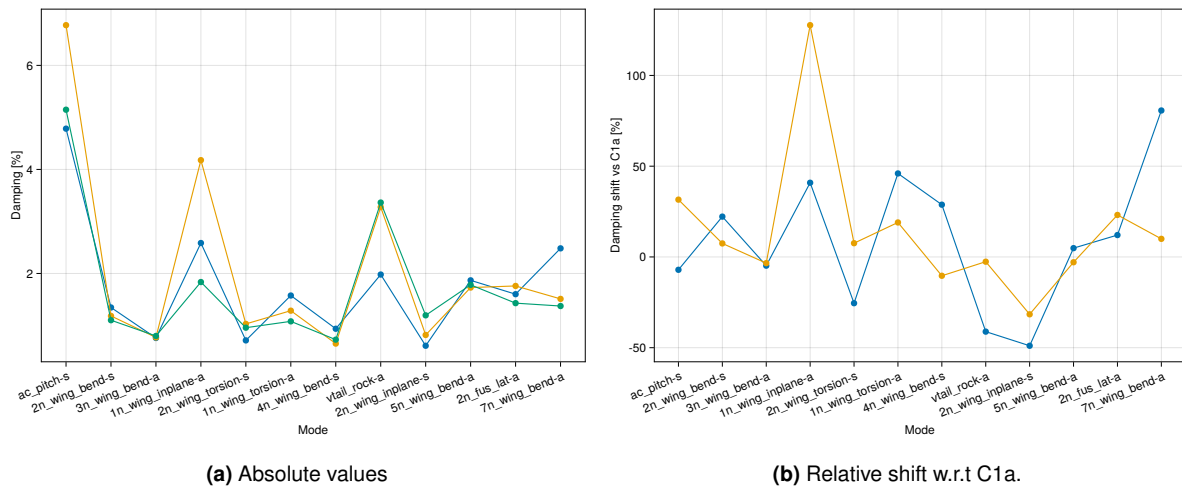 Damping [%]
6
4
2
ac_pitch-s
2n_wing_bend-s
3n_wing_bend-a
1n_wing_inplane-a
2n_wing_torsion-s
1n_wing_torsion-a
4n_wing_bend-s
vtail_rock-a
2n_wing_inplane-s
5n_wing_bend-a
2n_fus_lat-a
7n_wing_bend-a
Mode
(a) Absolute values
Damping shift vs C1a [%]
100
50
0
-50
ac_pitch-s
2n_wing_bend-s
3n_wing_bend-a
1n_wing_inplane-a
2n_wing_torsion-s
1n_wing_torsion-a
4n_wing_bend-s
vtail_rock-a
2n_wing_inplane-s
5n_wing_bend-a
2n_fus_lat-a
7n_wing_bend-a
Mode
(b) Relative shift w.r.t C1a.